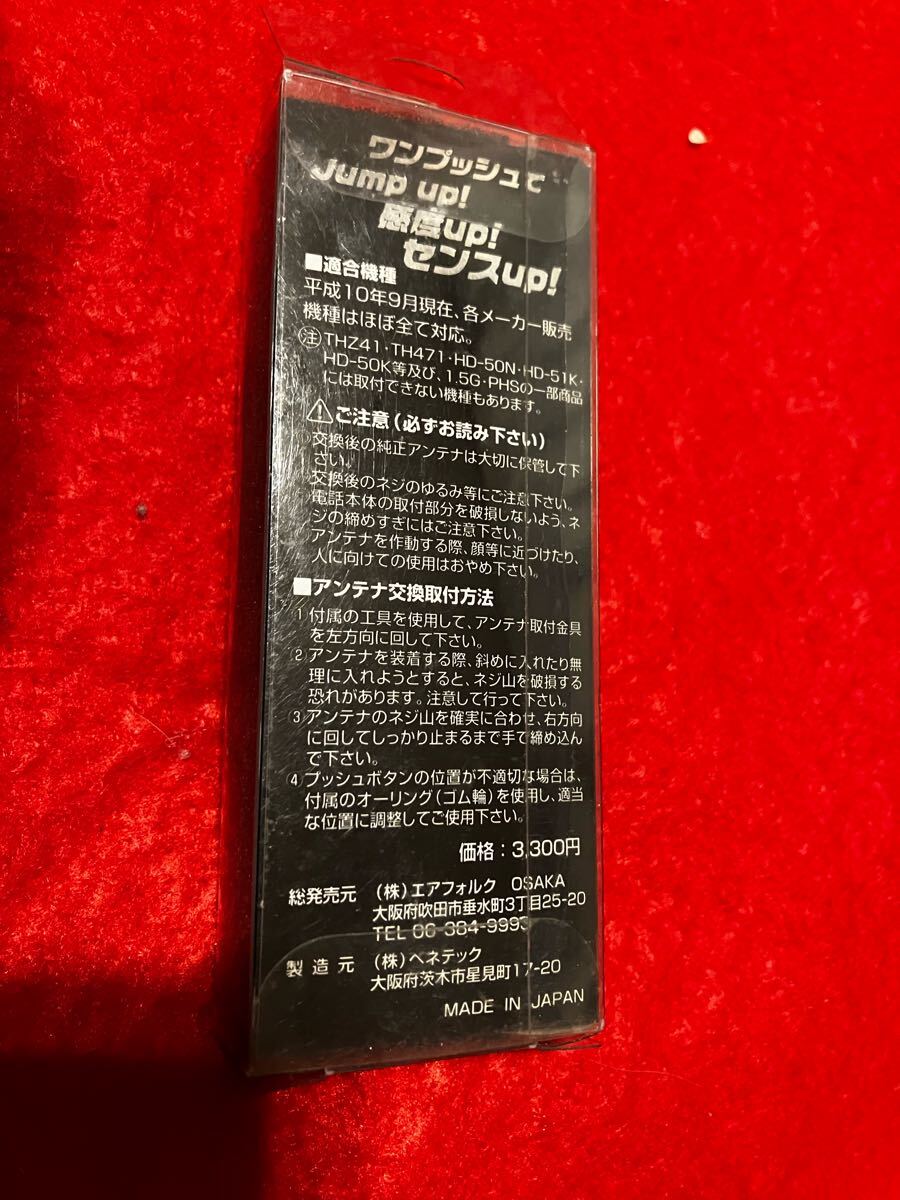 ワンプッシュで
Jump up!
感度up!
センスup!
■適合機種
平成10年9月現在、各メーカー販売
機種はほぼ全て対応。
注 THZ41・TH471・HD-50N・HD-51K・
HD-50K等及び、1.5G・PHSの一部商品
には取付できない機種もあります。
⚠ご注意(必ずお読み下さい)
交換後の純正アンテナは大切に保管して下
さい。
交換後のネジのゆるみ等にご注意下さい。
電話本体の取付部分を破損しないよう、ネ
ジの締めすぎにはご注意下さい。
アンテナを作動する際、顔等に近づけたり、
人に向けての使用はおやめ下さい。
■アンテナ交換取付方法
1 付属の工具を使用して、アンテナ取付金具
を左方向に回して下さい。
② アンテナを装着する際、斜めに入れたり無
理に入れようとすると、ネジ山を破損する
恐れがあります。注意して行って下さい。
③ アンテナのネジ山を確実に合わせ、右方向
に回してしっかり止まるまで手で締め込ん
で下さい。
4 プッシュボタンの位置が不適切な場合は、
付属のオーリング(ゴム輪)を使用し、適当
な位置に調整してご使用下さい。
価格：3,300円
総発売元 (株)エアフォルク OSAKA
大阪府吹田市垂水町3丁目25-20
TEL 06-384-9993
製造元 (株)ヘネテック
大阪府茨木市星見町17-20
MADE IN JAPAN